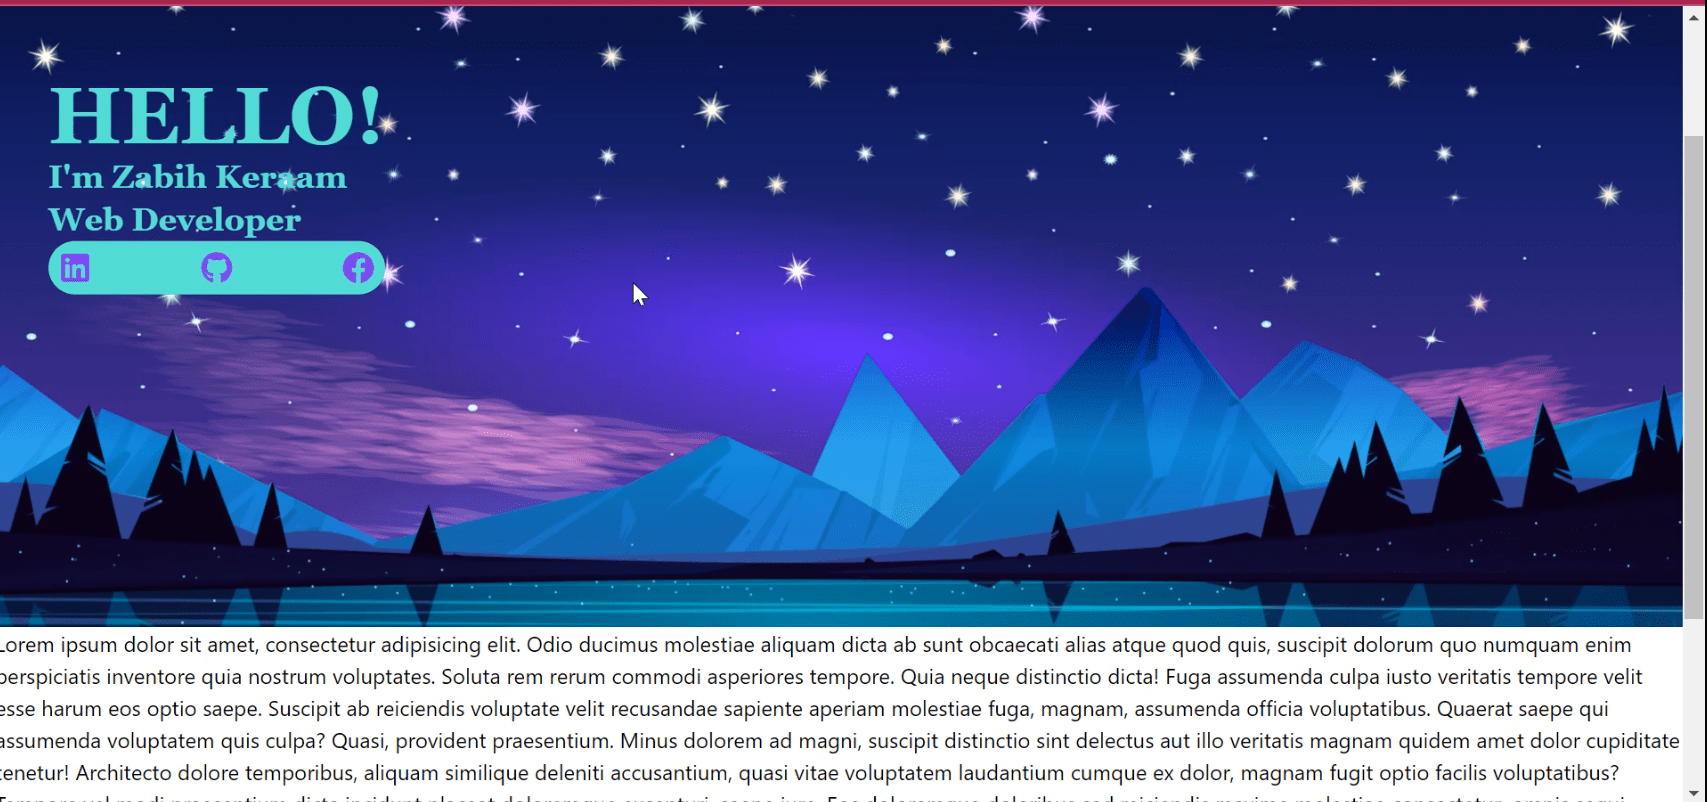 HELLO!
I'm Zabih Keraam
Web Developer
in
Lorem ipsum dolor sit amet, consectetur adipisicing elit. Odio ducimus molestiae aliquam dicta ab sunt obcaecati alias atque quod quis, suscipit dolorum quo numquam enim
perspiciatis inventore quia nostrum voluptates. Soluta rem rerum commodi asperiores tempore. Quia neque distinctio dicta! Fuga assumenda culpa iusto veritatis tempore velit
esse harum eos optio saepe. Suscipit ab reiciendis voluptate velit recusandae sapiente aperiam molestiae fuga, magnam, assumenda officia voluptatibus. Quaerat saepe qui
assumenda voluptatem quis culpa? Quasi, provident praesentium. Minus dolorem ad magni, suscipit distinctio sint delectus aut illo veritatis magnam quidem amet dolor cupiditate
tenetur! Architecto dolore temporibus, aliquam similique deleniti accusantium, quasi vitae voluptatem laudantium cumque ex dolor, magnam fugit optio facilis voluptatibus?